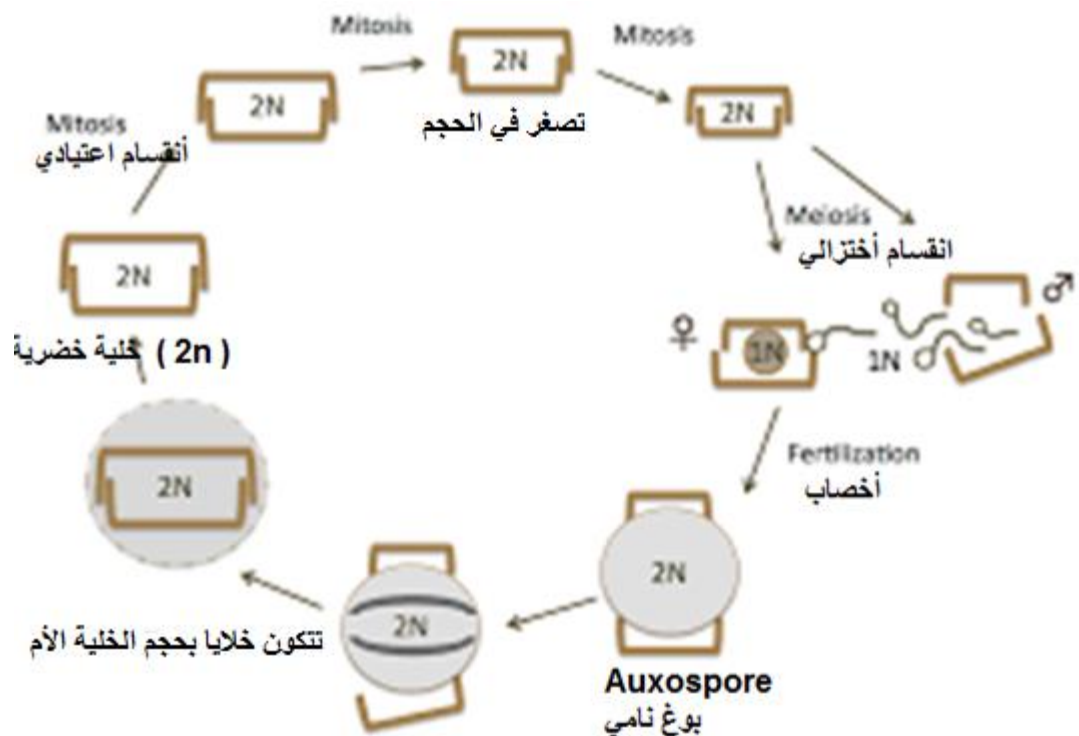 Mitosis
Mitosis
2N
2N
2N
تصغر في الحجم
Mitosis
أنقسام اعتيادي
2N
خلية خضرية ( 2n )
Meiosis
انقسام أختزالي
♀
♂
1N
1N
Fertilization
أخصاب
2N
2N
2N
تتكون خلايا بحجم الخلية الأم
Auxospore
بوغ نامي